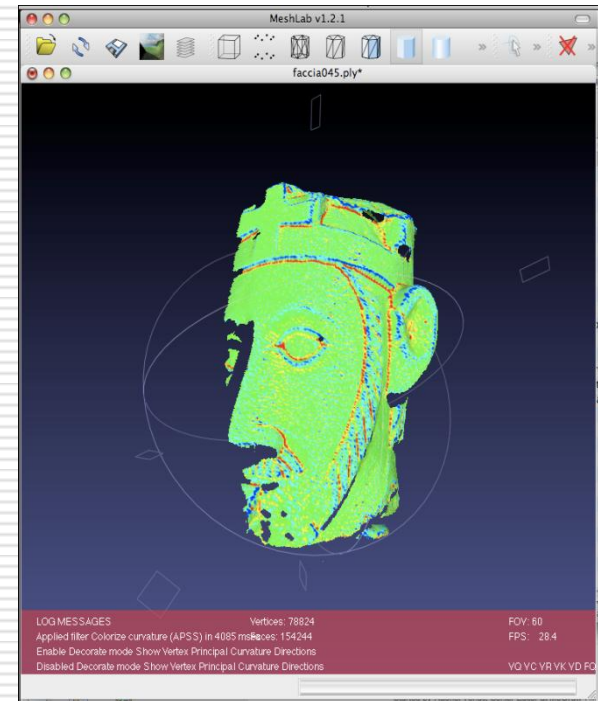 MeshLab v1.2.1
faccia045.ply*
LOG MESSAGES
Vertices: 78824
FOV: 60
Applied filter Colorize curvature (APSS) in 4085 msec
Faces: 154244
FPS: 28.4
Enable Decorate mode Show Vertex Principal Curvature Directions
Disabled Decorate mode Show Vertex Principal Curvature Directions
VQ VC VR VK VD FQ